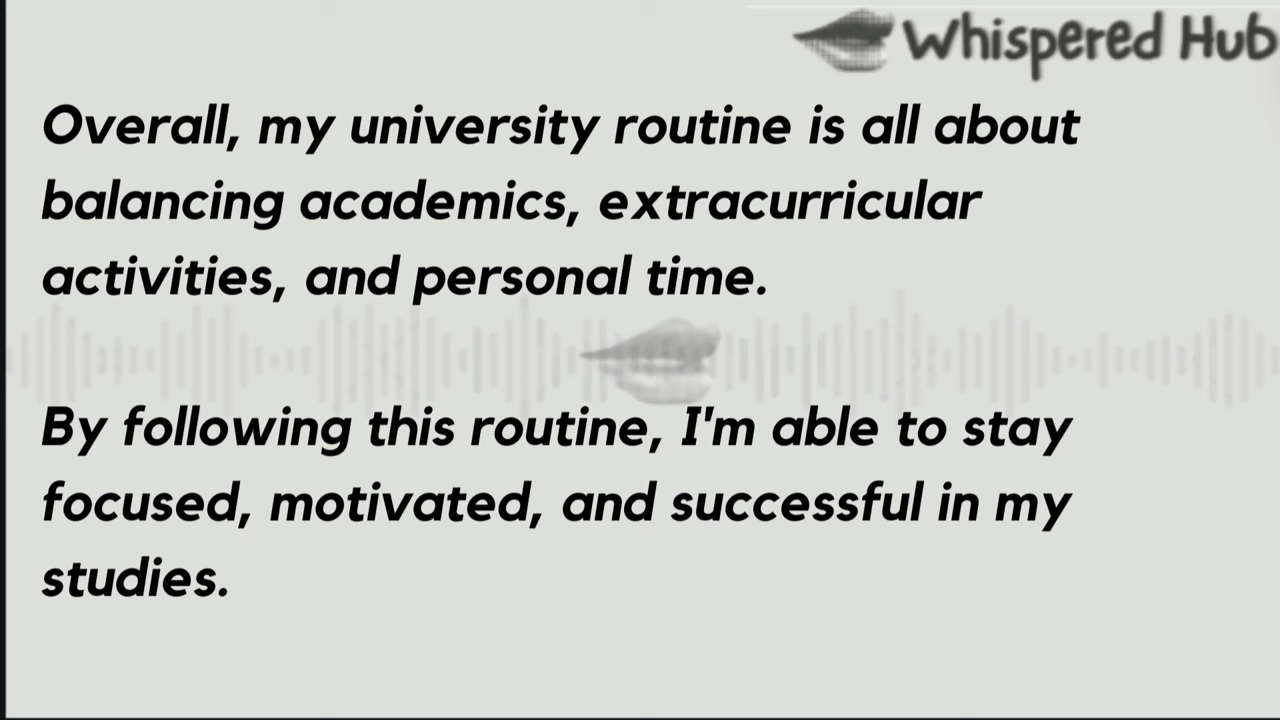 Whispered Hub
Overall, my university routine is all about
balancing academics, extracurricular
activities, and personal time.
By following this routine, I'm able to stay
focused, motivated, and successful in my
studies.